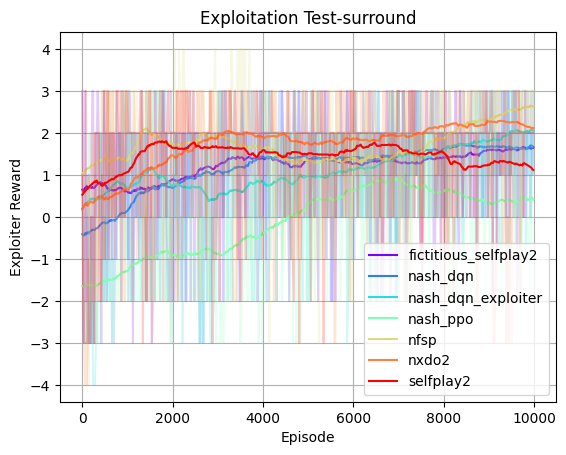 Exploitation Test-surround
Exploiter Reward
4
3
2
1
0
−1
−2
−3
−4
0
2000
4000
6000
8000
10000
Episode
fictitious_selfplay2
nash_dqn
nash_dqn_exploiter
nash_ppo
nfsp
nxdo2
selfplay2